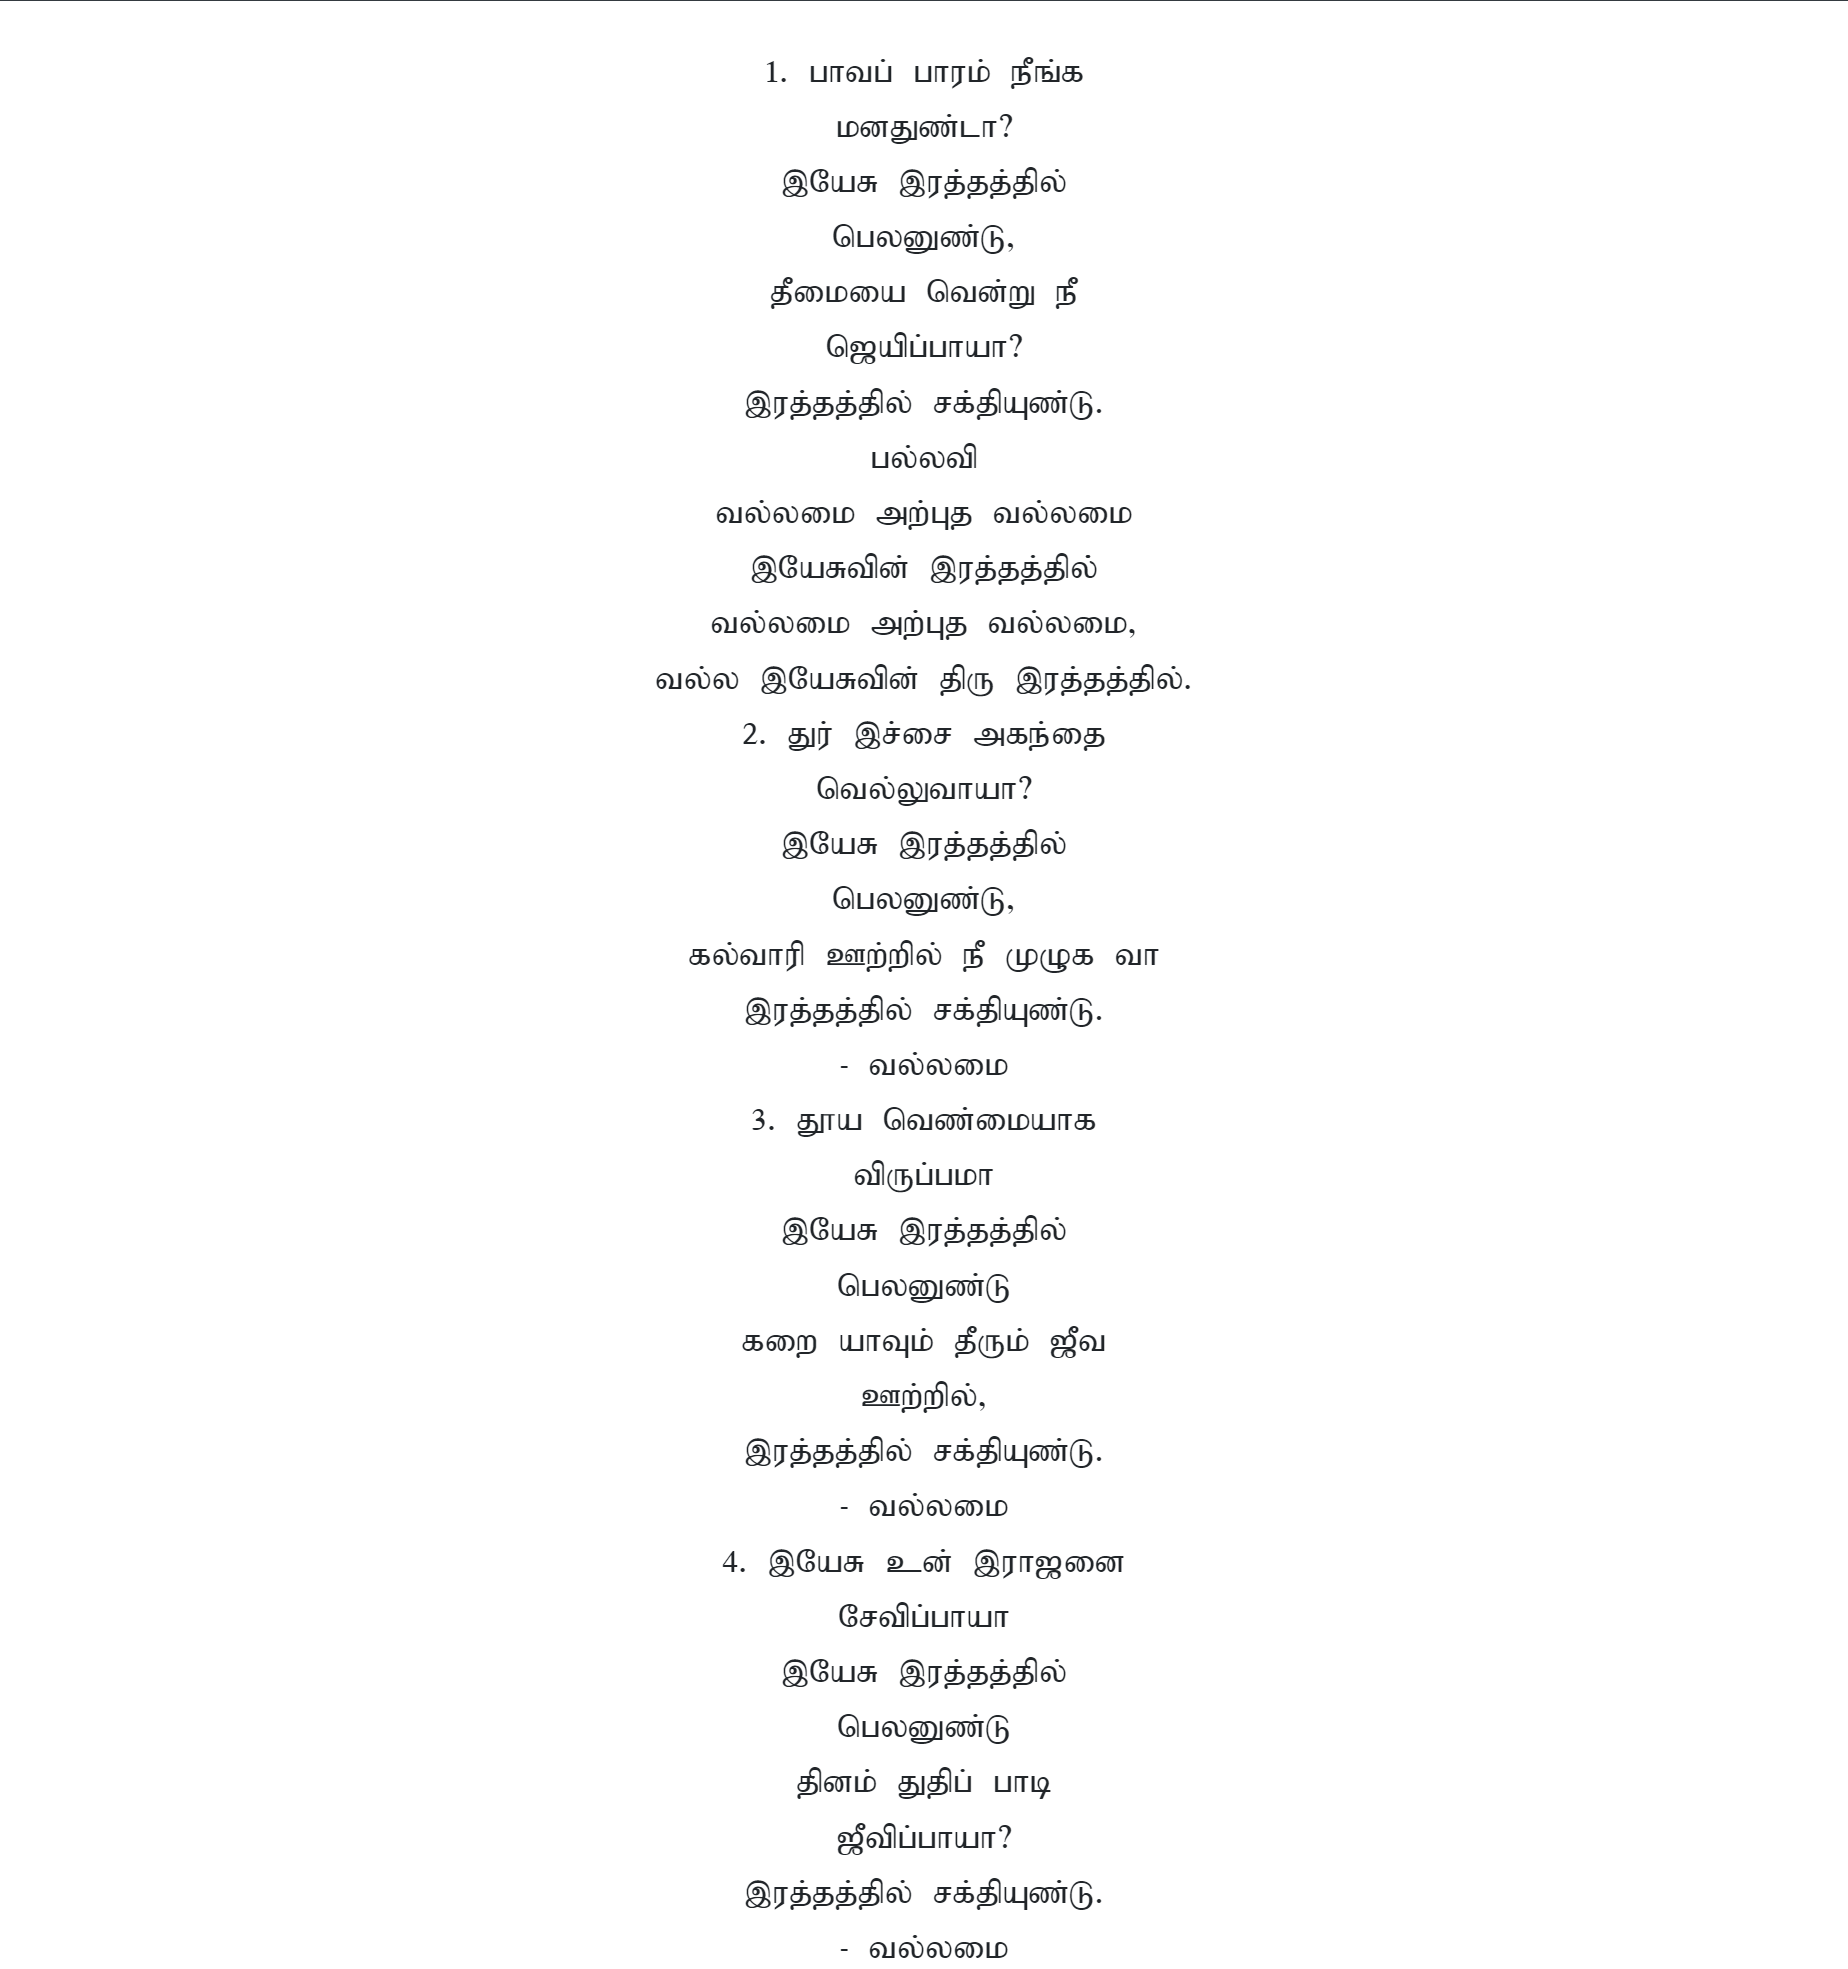 1. பாவப் பாரம் நீங்க
மனதுண்டா?
இயேசு இரத்தத்தில்
பெலனுண்டு,
தீமையை வென்று நீ
ஜெயிப்பாயா?
இரத்தத்தில் சக்தியுண்டு.
பல்லவி
வல்லமை அற்புத வல்லமை
இயேசுவின் இரத்தத்தில்
வல்லமை அற்புத வல்லமை,
வல்ல இயேசுவின் திரு இரத்தத்தில்.
2. துர் இச்சை அகந்தை
வெல்லுவாயா?
இயேசு இரத்தத்தில்
பெலனுண்டு,
கல்வாரி ஊற்றில் நீ முழுக வா
இரத்தத்தில் சக்தியுண்டு.
- வல்லமை
3. தூய வெண்மையாக
விருப்பமா
இயேசு இரத்தத்தில்
பெலனுண்டு
கறை யாவும் தீரும் ஜீவ
ஊற்றில்,
இரத்தத்தில் சக்தியுண்டு.
- வல்லமை
4. இயேசு உன் இராஜனை
சேவிப்பாயா
இயேசு இரத்தத்தில்
பெலனுண்டு
தினம் துதிப் பாடி
ஜீவிப்பாயா?
இரத்தத்தில் சக்தியுண்டு.
- வல்லமை